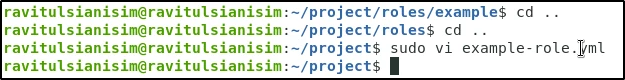 ravitulsianisim@ravitulsianisim:~/project/roles/example$ cd ..
ravitulsianisim@ravitulsianisim:~/project/roles$ cd ..
ravitulsianisim@ravitulsianisim:~/project$ sudo vi example-role.yml
ravitulsianisim@ravitulsianisim:~/project$